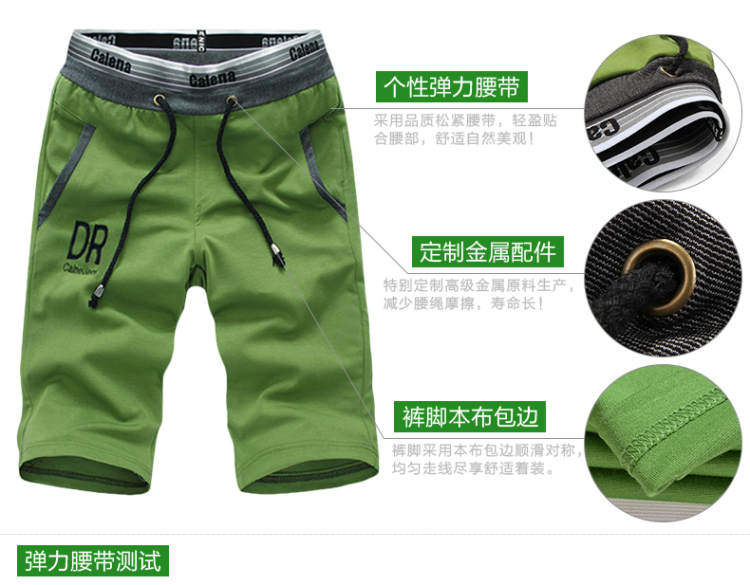 Calena
Calena
个性弹力腰带
采用品质松紧腰带，轻盈贴
合腰部，舒适自然美观！
Calena
DR
定制金属配件
特别定制高级金属原料生产，
减少腰绳摩擦，寿命长！
裤脚本布包边
裤脚采用本布包边顺滑对称，
均匀走线尽享舒适着装。
弹力腰带测试